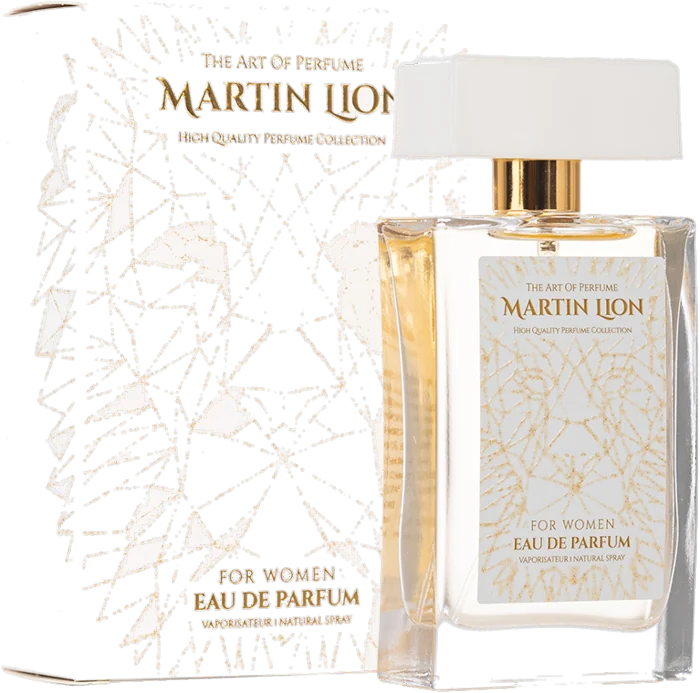 The Art Of Perfume
Martin Lion
High Quality Perfume Collection
FOR WOMEN
EAU DE PARFUM
VAPORISATEUR | NATURAL SPRAY
The Art Of Perfume
Martin Lion
High Quality Perfume Collection
FOR WOMEN
EAU DE PARFUM
VAPORISATEUR | NATURAL SPRAY